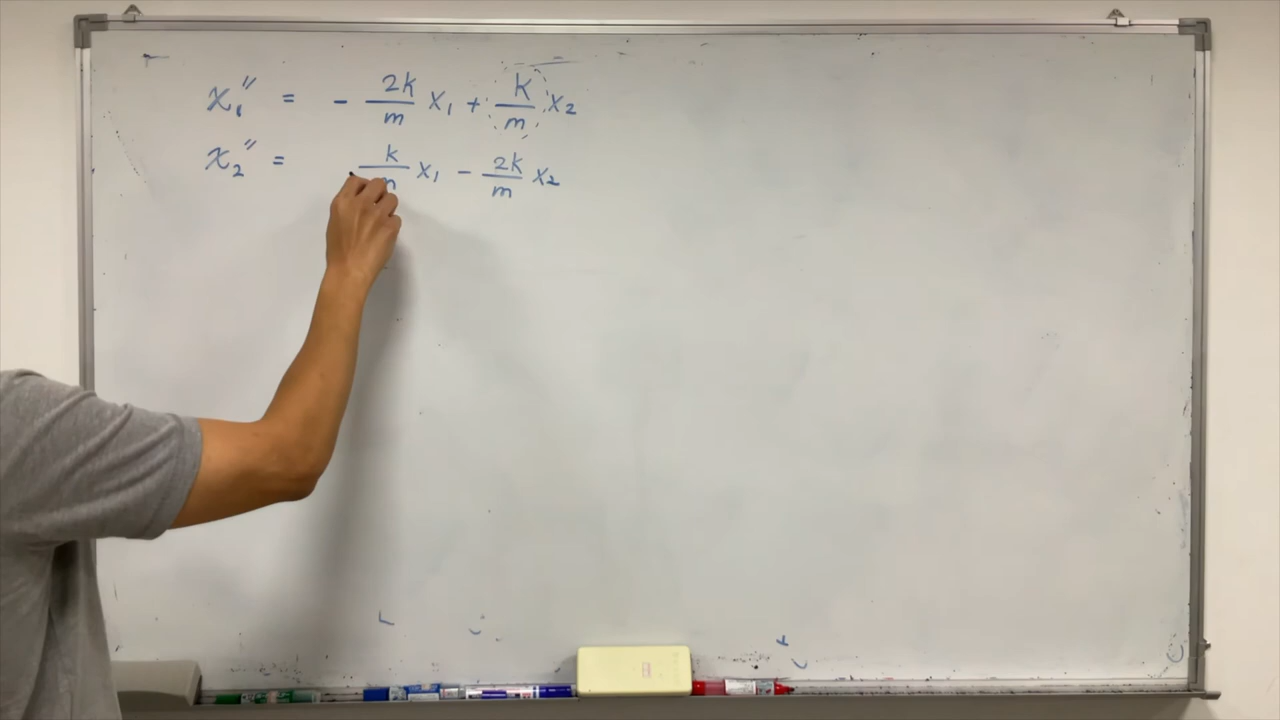 x₁'' = - 2k/m x₁ + k/m x₂
x₂'' = k/m x₁ - 2k/m x₂